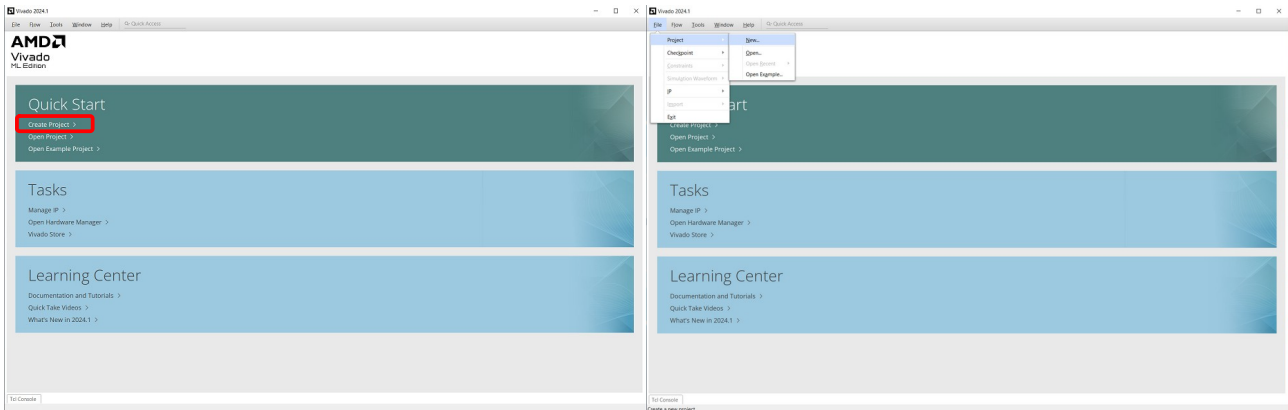 Vivado 2024.1
File Flow Tools Window Help Quick Access
AMD
Vivado
ML Edition
Quick Start
Create Project >
Open Project >
Open Example Project >
Tasks
Manage IP >
Open Hardware Manager >
Vivado Store >
Learning Center
Documentation and Tutorials >
Quick Take Videos >
What's New in 2024.1 >
Tcl Console
Vivado 2024.1
File Flow Tools Window Help Quick Access
Project
Checkpoint
Constraints
Simulation Waveform
IP
Import
Exit
New...
Open...
Open Recent
Open Example...
art
Create Project >
Open Project >
Open Example Project >
Tasks
Manage IP >
Open Hardware Manager >
Vivado Store >
Learning Center
Documentation and Tutorials >
Quick Take Videos >
What's New in 2024.1 >
Tcl Console
Create a new project